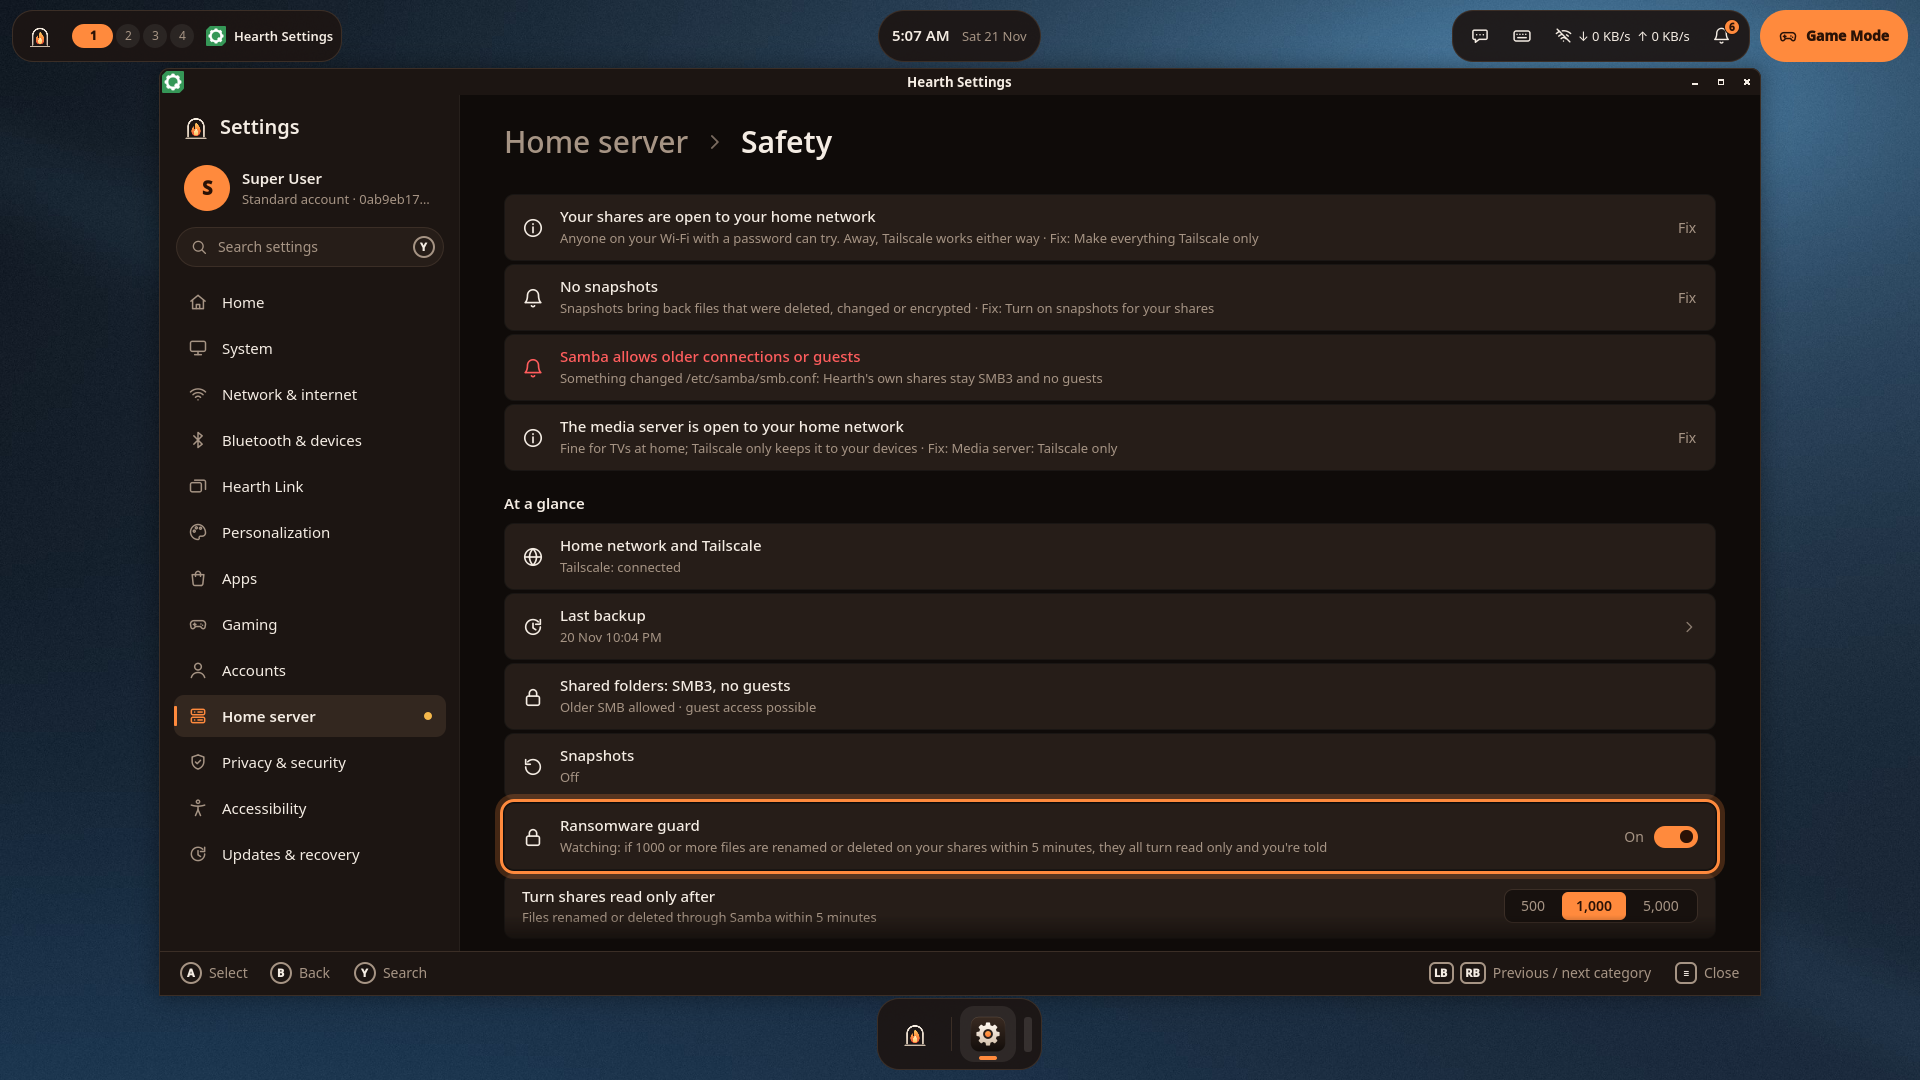 1 2 3 4 Hearth Settings
5:07 AM Sat 21 Nov
↓ 0 KB/s ↑ 0 KB/s 6
Game Mode
Hearth Settings
Settings
S
Super User
Standard account · 0ab9eb17...
Search settings Y
Home
System
Network & internet
Bluetooth & devices
Hearth Link
Personalization
Apps
Gaming
Accounts
Home server
Privacy & security
Accessibility
Updates & recovery
Home server > Safety
Your shares are open to your home network
Anyone on your Wi-Fi with a password can try. Away, Tailscale works either way · Fix: Make everything Tailscale only
Fix
No snapshots
Snapshots bring back files that were deleted, changed or encrypted · Fix: Turn on snapshots for your shares
Fix
Samba allows older connections or guests
Something changed /etc/samba/smb.conf: Hearth's own shares stay SMB3 and no guests
The media server is open to your home network
Fine for TVs at home; Tailscale only keeps it to your devices · Fix: Media server: Tailscale only
Fix
At a glance
Home network and Tailscale
Tailscale: connected
Last backup
20 Nov 10:04 PM
Shared folders: SMB3, no guests
Older SMB allowed · guest access possible
Snapshots
Off
Ransomware guard
Watching: if 1000 or more files are renamed or deleted on your shares within 5 minutes, they all turn read only and you're told
On
Turn shares read only after
Files renamed or deleted through Samba within 5 minutes
500 1,000 5,000
A Select B Back Y Search
LB RB Previous / next category ≡ Close